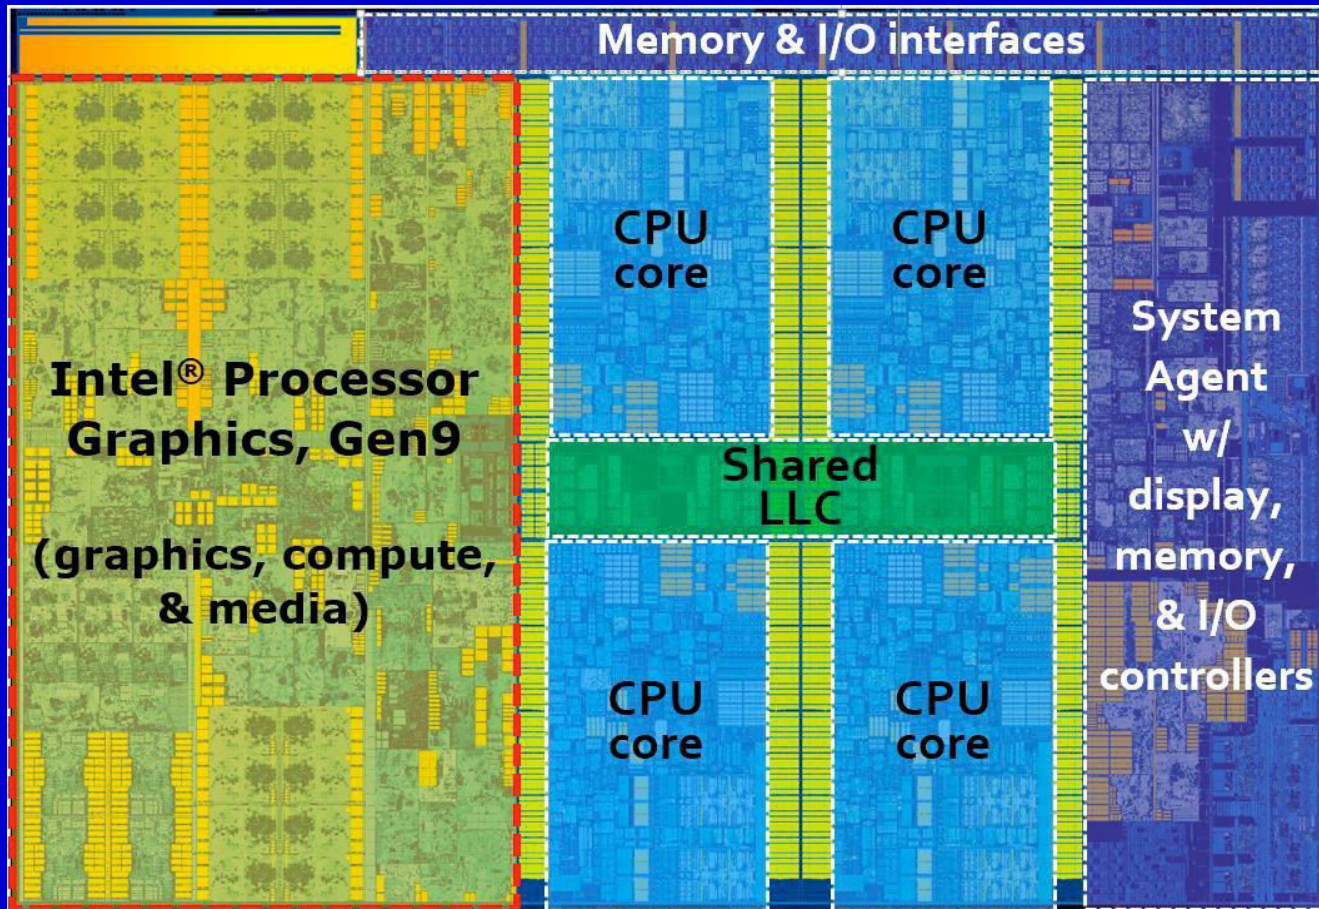 Memory & I/O interfaces
Intel® Processor
Graphics, Gen9
(graphics, compute,
& media)
CPU
core
CPU
core
Shared
LLC
CPU
core
CPU
core
System
Agent
w/
display,
memory,
& I/O
controllers